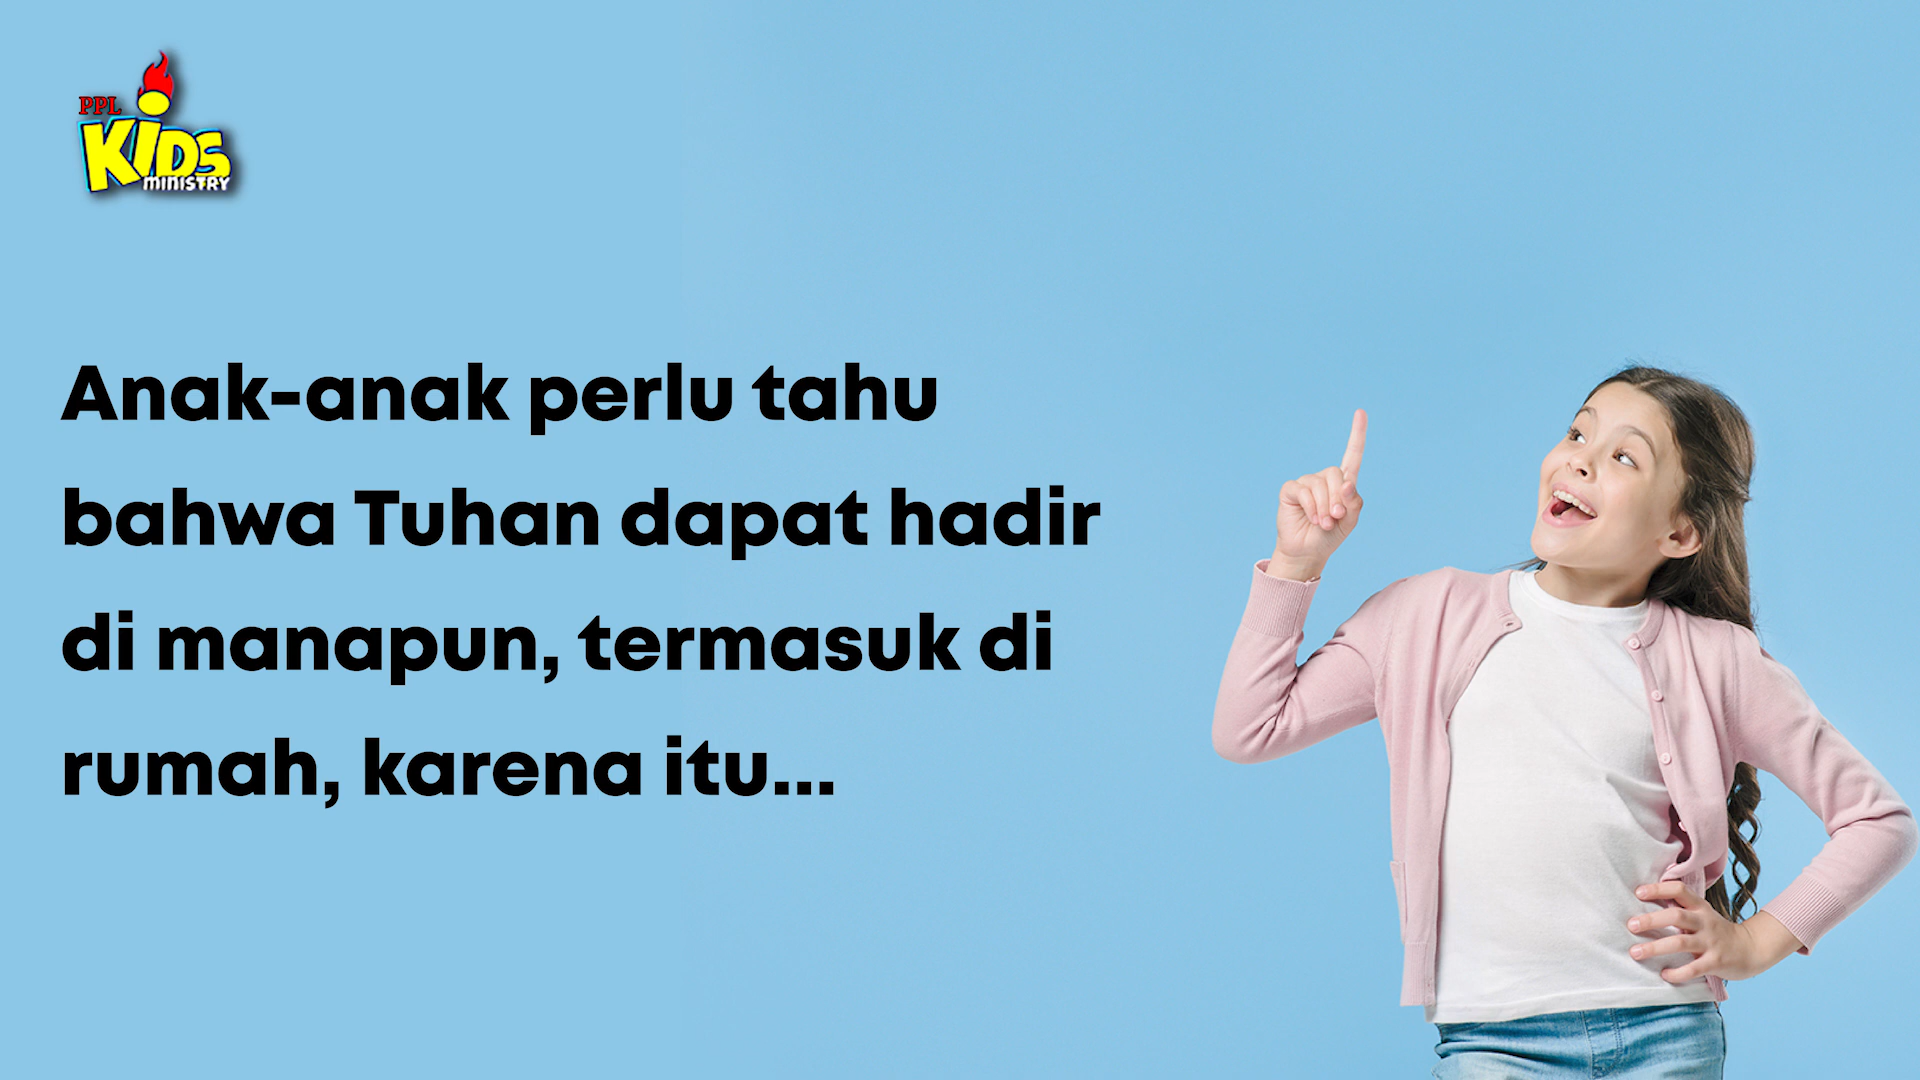 PPL
KiDS
MINISTRY
Anak-anak perlu tahu
bahwa Tuhan dapat hadir
di manapun, termasuk di
rumah, karena itu...